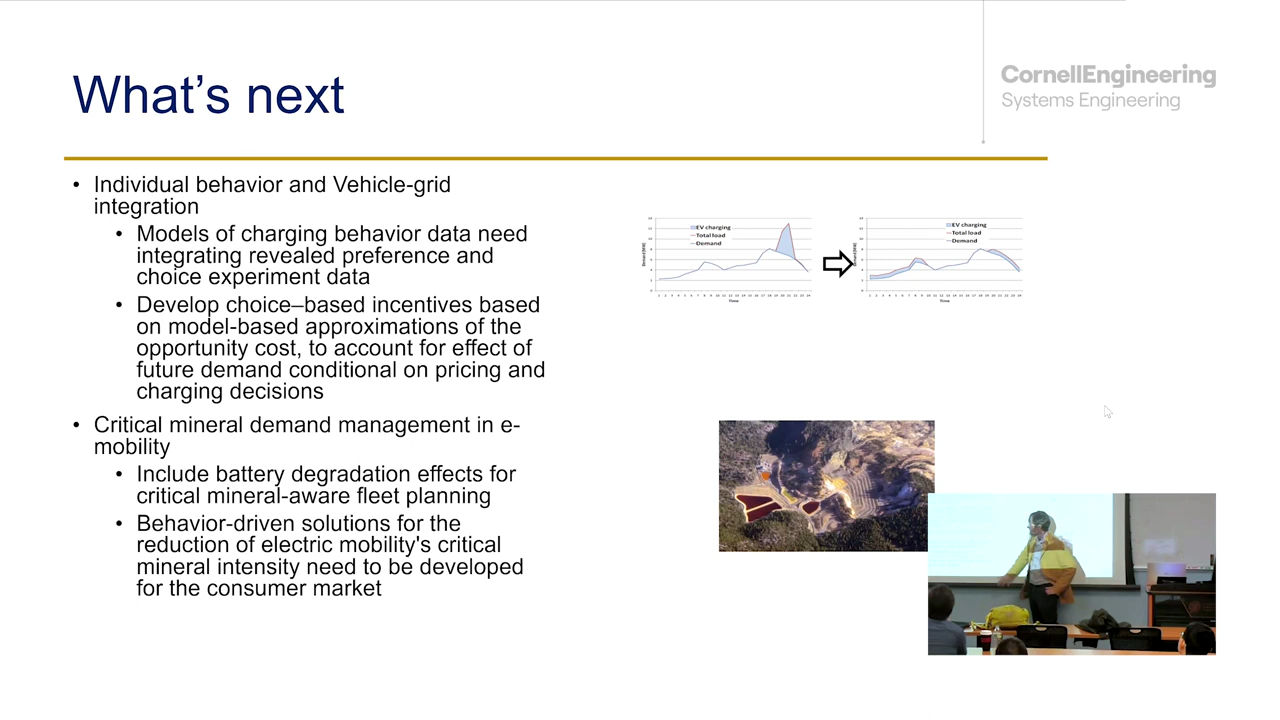 CornellEngineering
Systems Engineering
What’s next
• Individual behavior and Vehicle-grid
integration
• Models of charging behavior data need
integrating revealed preference and
choice experiment data
• Develop choice–based incentives based
on model-based approximations of the
opportunity cost, to account for effect of
future demand conditional on pricing and
charging decisions
• Critical mineral demand management in e-
mobility
• Include battery degradation effects for
critical mineral-aware fleet planning
• Behavior-driven solutions for the
reduction of electric mobility's critical
mineral intensity need to be developed
for the consumer market
EV charging
Total load
Demand
Time
EV charging
Total load
Demand
Time